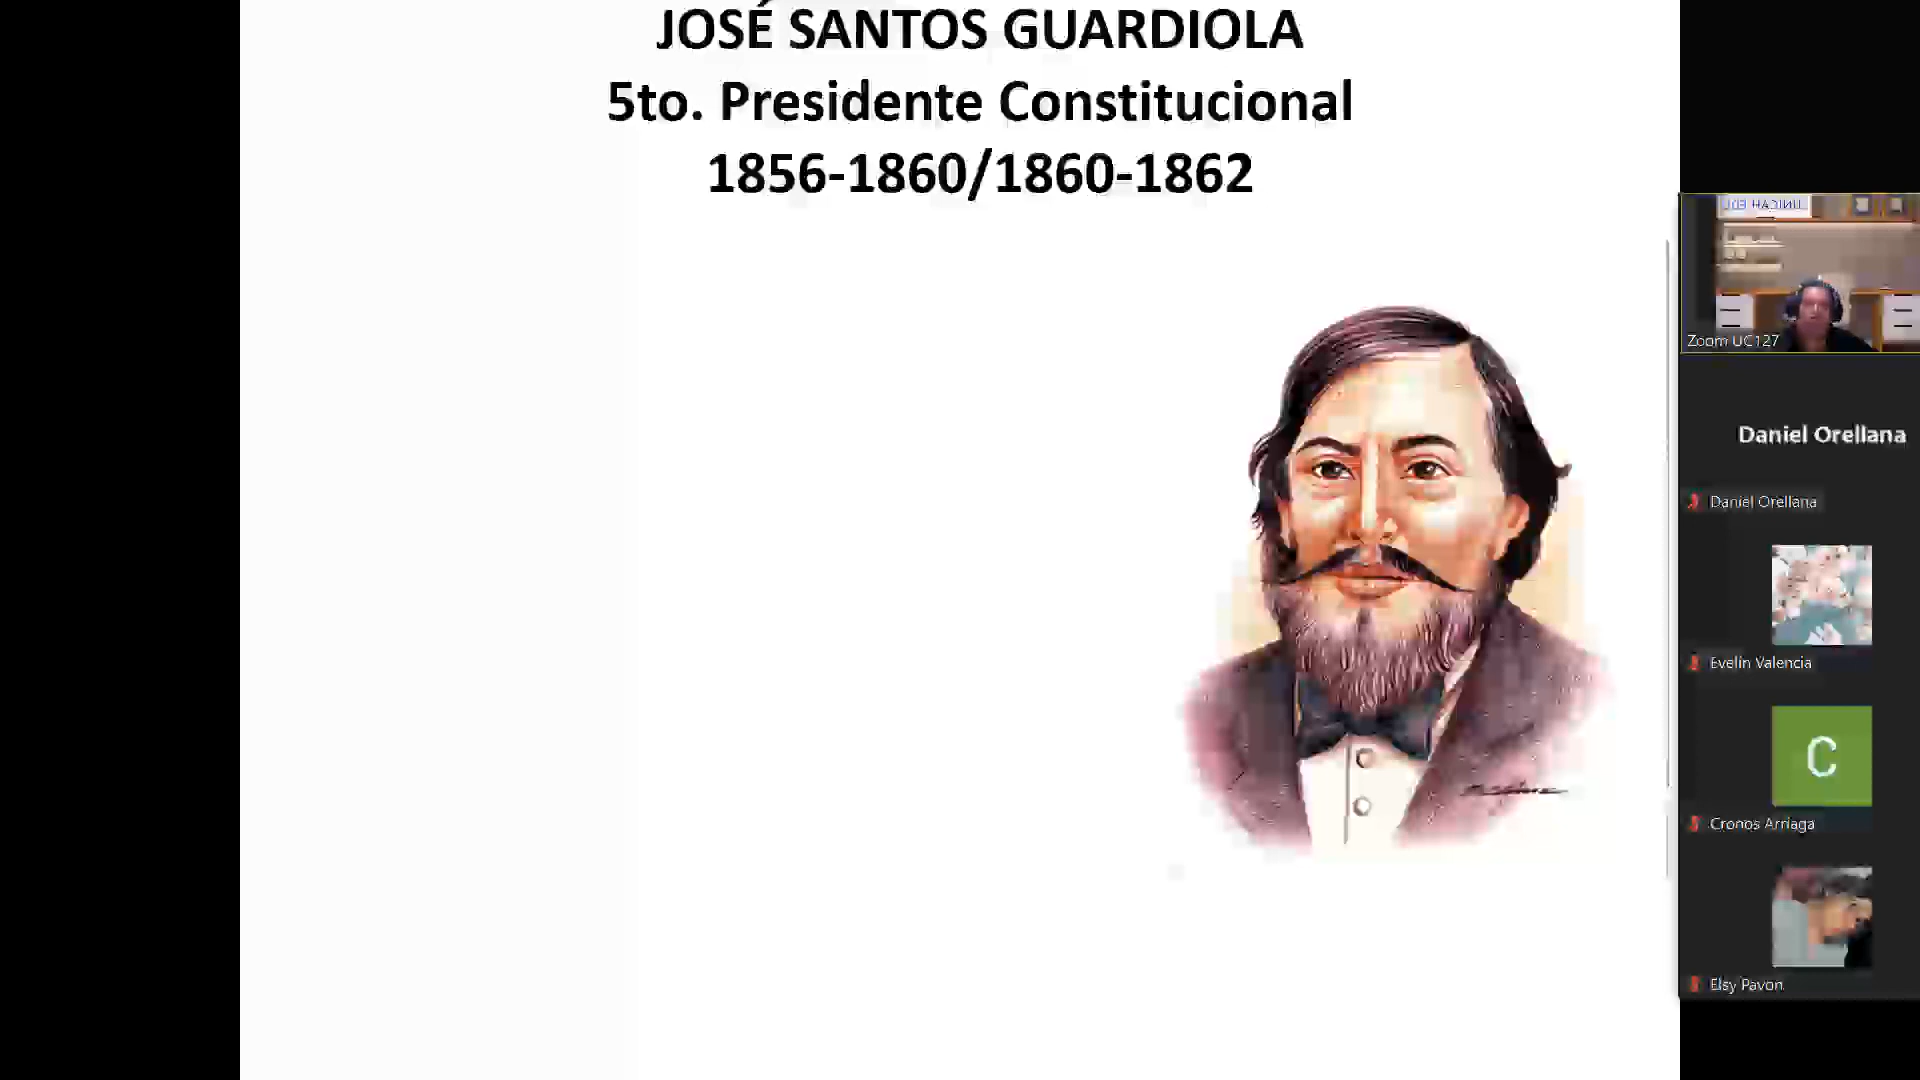 JOSÉ SANTOS GUARDIOLA
5to. Presidente Constitucional
1856-1860/1860-1862
Zoom UC127
Daniel Orellana
Daniel Orellana
Evelin Valencia
C
Cronos Arriaga
Elsy Pavon